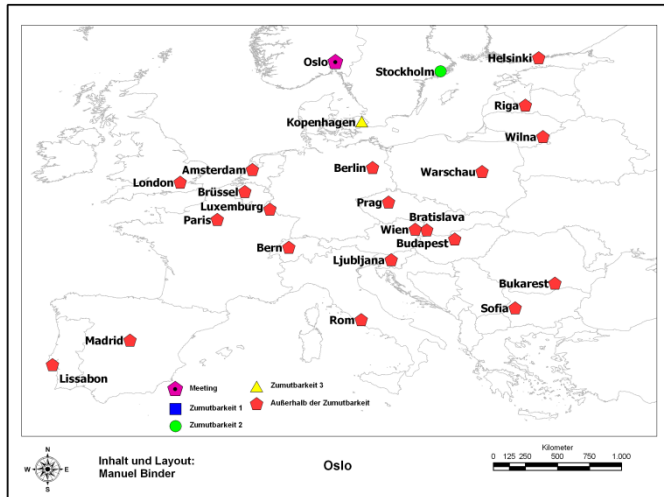 Oslo
Stockholm
Helsinki
Riga
Kopenhagen
Wilna
Amsterdam
Berlin
Warschau
London
Brüssel
Luxemburg
Prag
Paris
Bratislava
Wien
Budapest
Bern
Ljubljana
Bukarest
Sofia
Rom
Madrid
Lissabon
Meeting
Zumutbarkeit 1
Zumutbarkeit 2
Zumutbarkeit 3
Außerhalb der Zumutbarkeit
N
W E
S
Inhalt und Layout:
Manuel Binder
Oslo
Kilometer
0 125 250 500 750 1.000